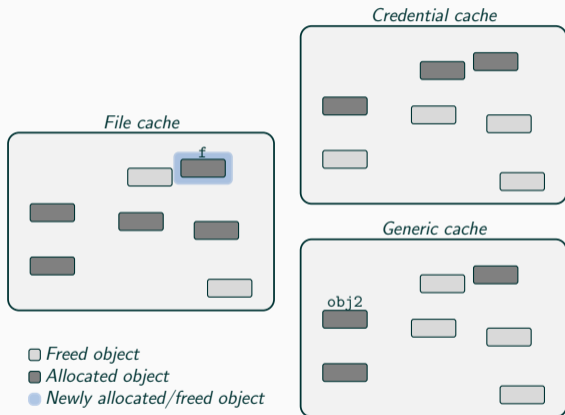 Credential cache
File cache
f
Generic cache
obj2
Freed object
Allocated object
Newly allocated/freed object